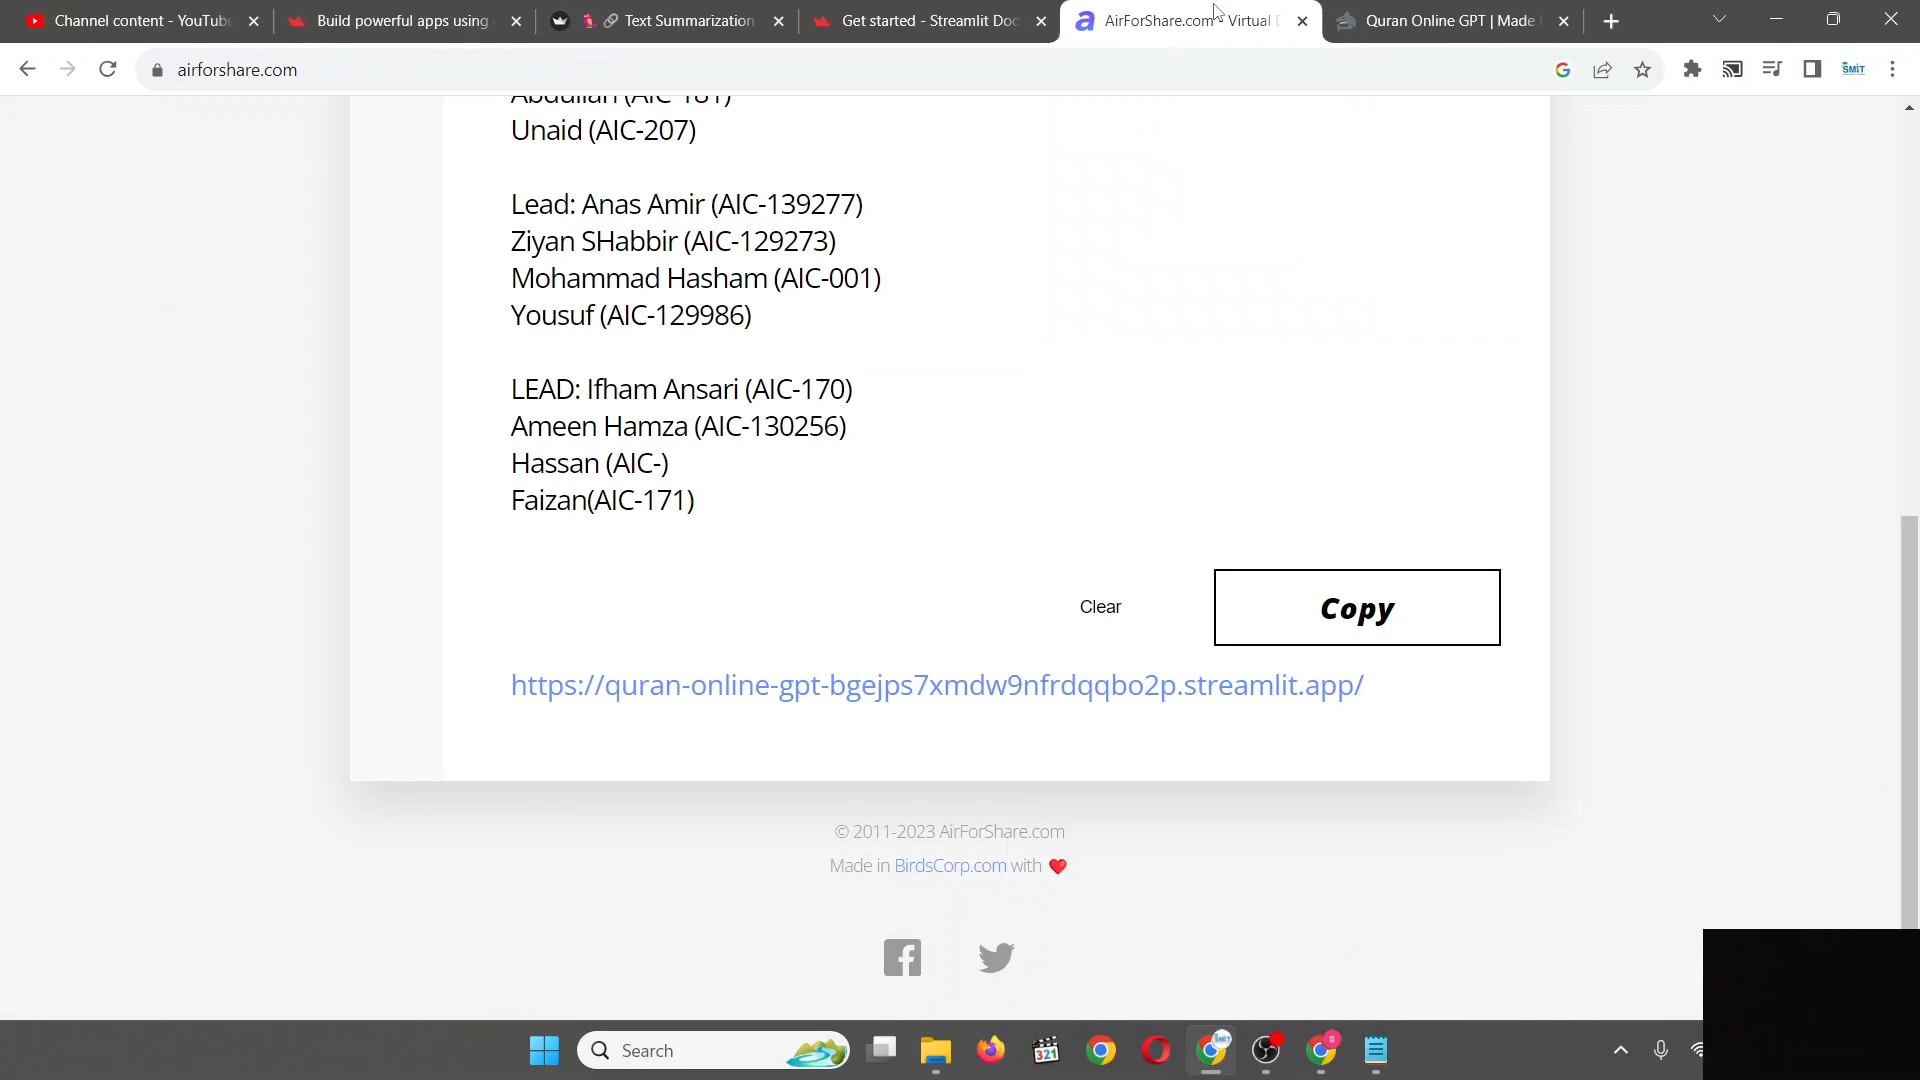 Channel content - YouTube
Build powerful apps using
Text Summarization
Get started - Streamlit Doc
AirForShare.com - Virtual
Quran Online GPT | Made
airforshare.com
SMIT
Unaid (AIC-207)
Lead: Anas Amir (AIC-139277)
Ziyan SHabbir (AIC-129273)
Mohammad Hasham (AIC-001)
Yousuf (AIC-129986)
LEAD: Ifham Ansari (AIC-170)
Ameen Hamza (AIC-130256)
Hassan (AIC-)
Faizan(AIC-171)
Clear
Copy
https://quran-online-gpt-bgejps7xmdw9nfrdqqbo2p.streamlit.app/
© 2011-2023 AirForShare.com
Made in BirdsCorp.com with ❤️
Search
321
SMIT
S